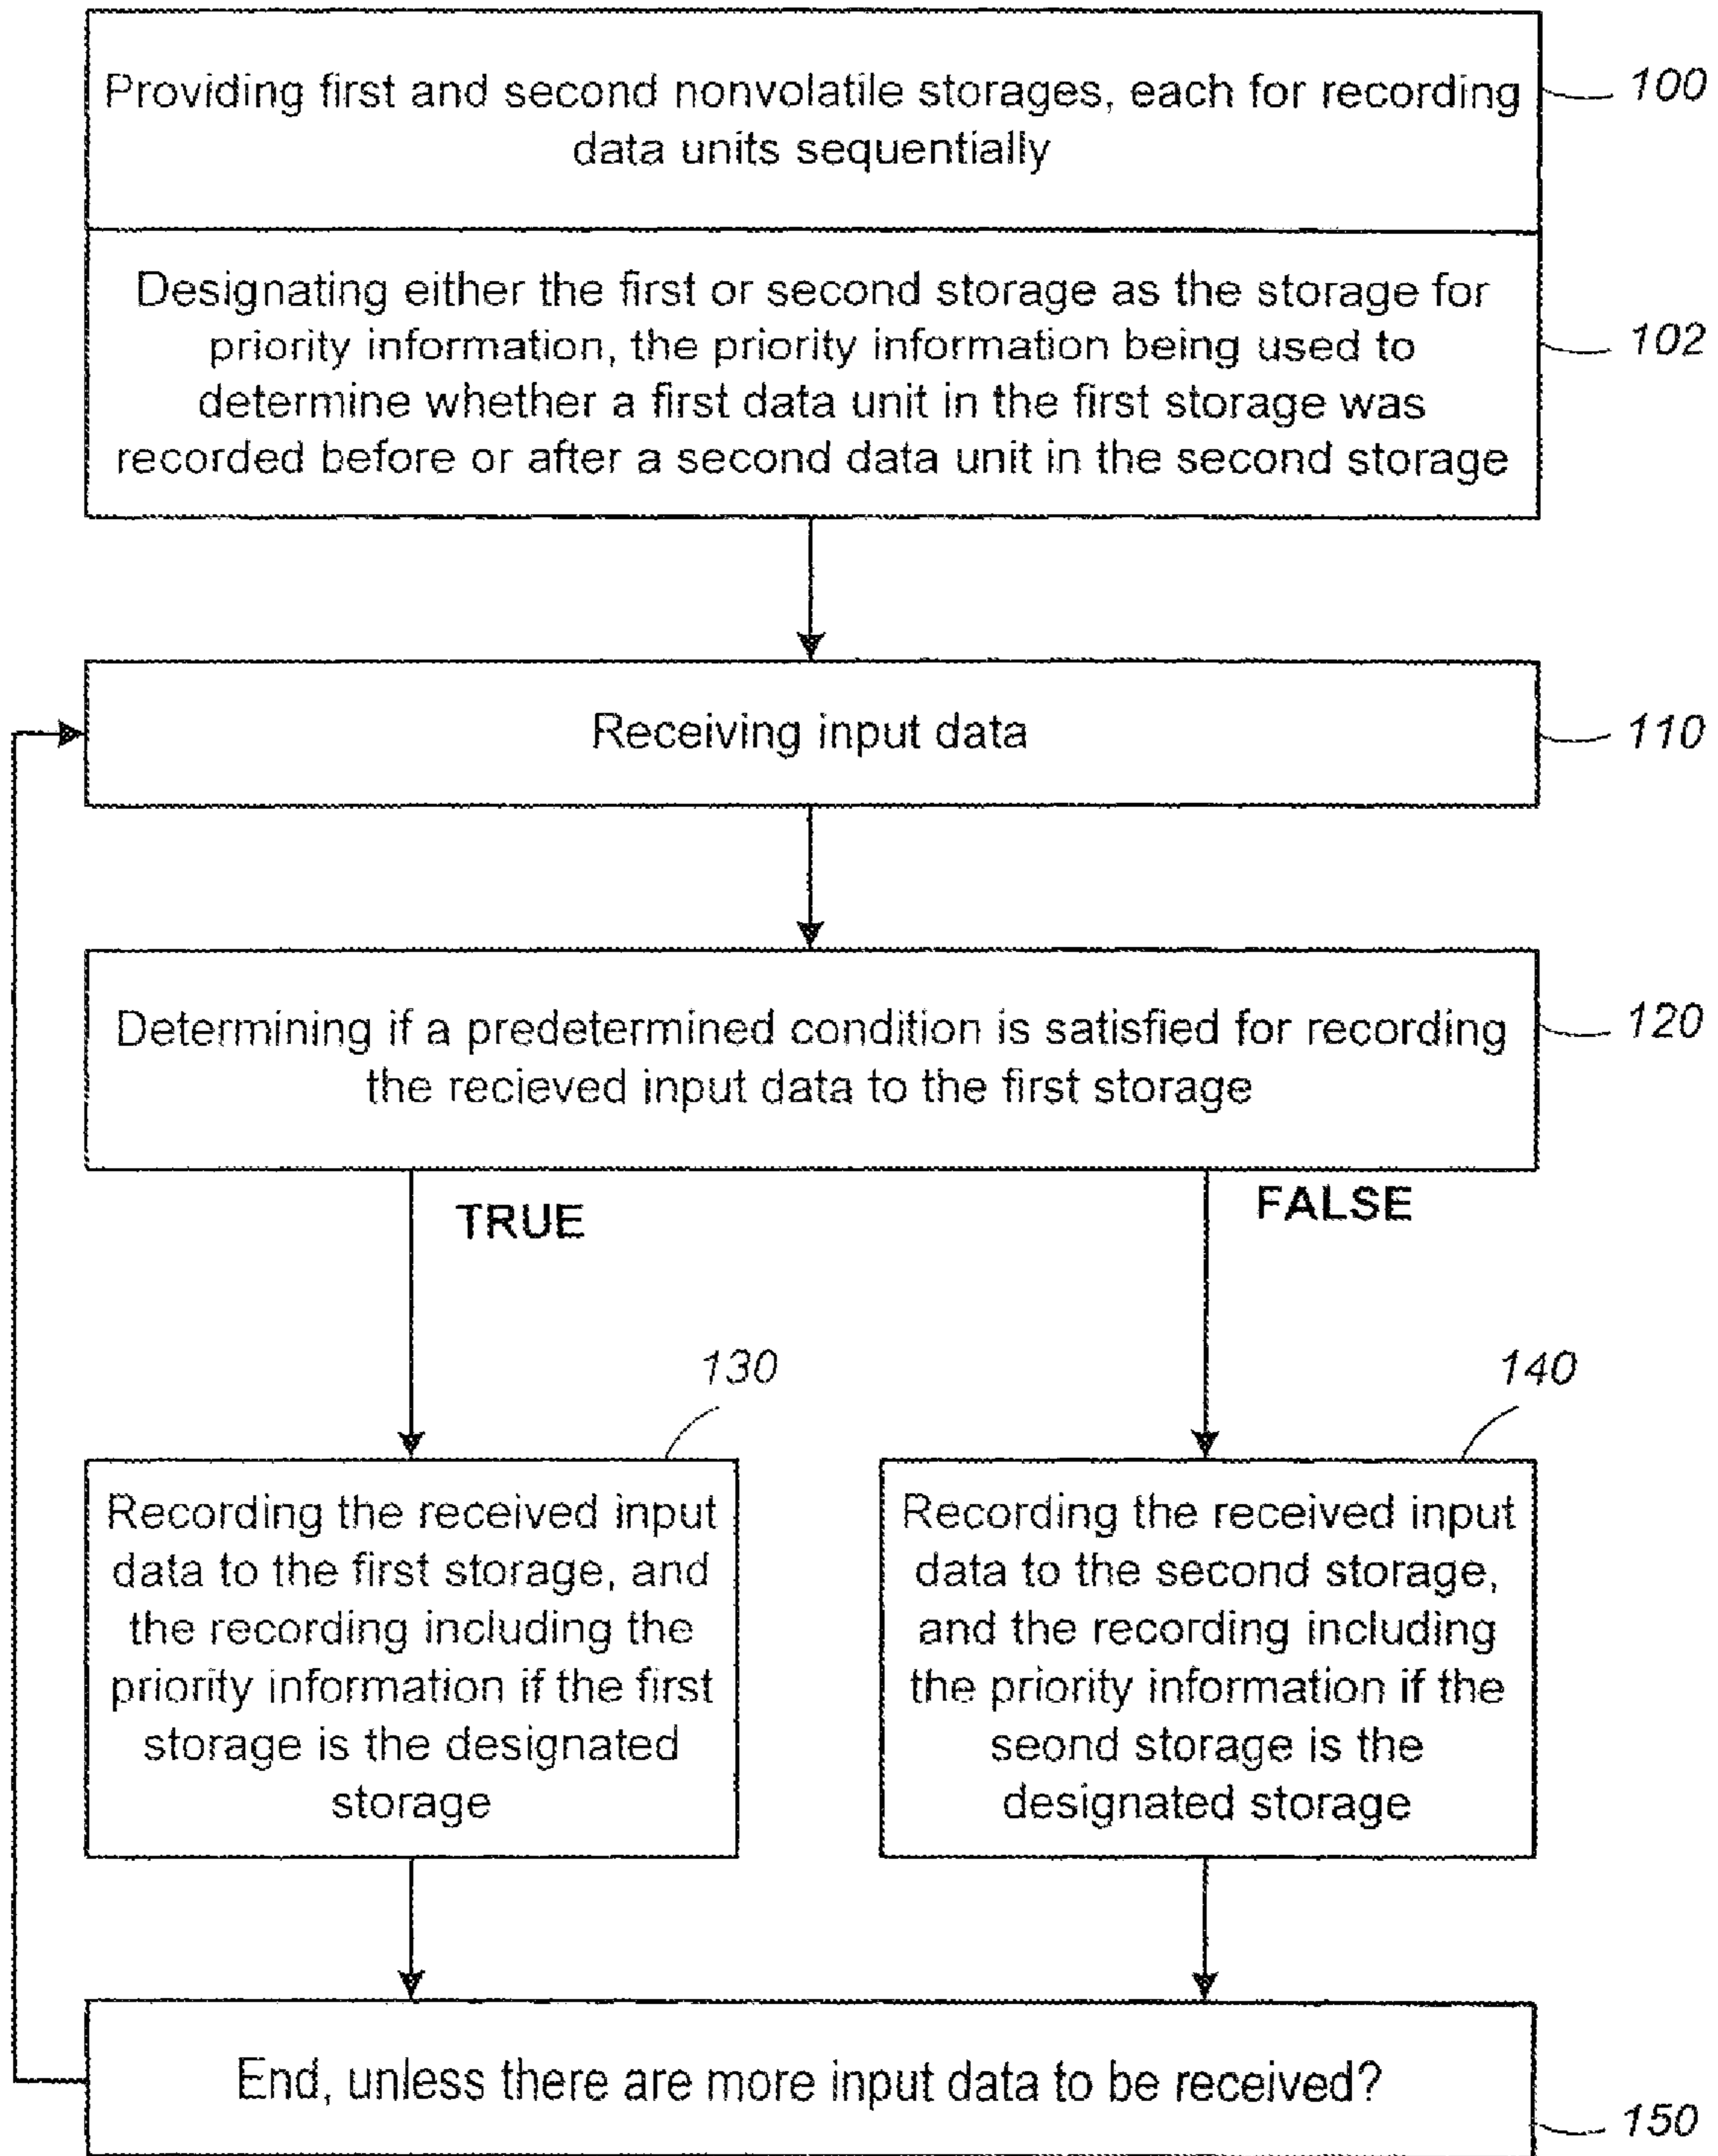 Providing first and second nonvolatile storages, each for recording
data units sequentially
100
Designating either the first or second storage as the storage for
priority information, the priority information being used to
determine whether a first data unit in the first storage was
recorded before or after a second data unit in the second storage
102
Receiving input data
110
Determining if a predetermined condition is satisfied for recording
the recieved input data to the first storage
120
TRUE
FALSE
130
140
Recording the received input
data to the first storage, and
the recording including the
priority information if the first
storage is the designated
storage
Recording the received input
data to the second storage,
and the recording including
the priority information if the
seond storage is the
designated storage
End, unless there are more input data to be received?
150